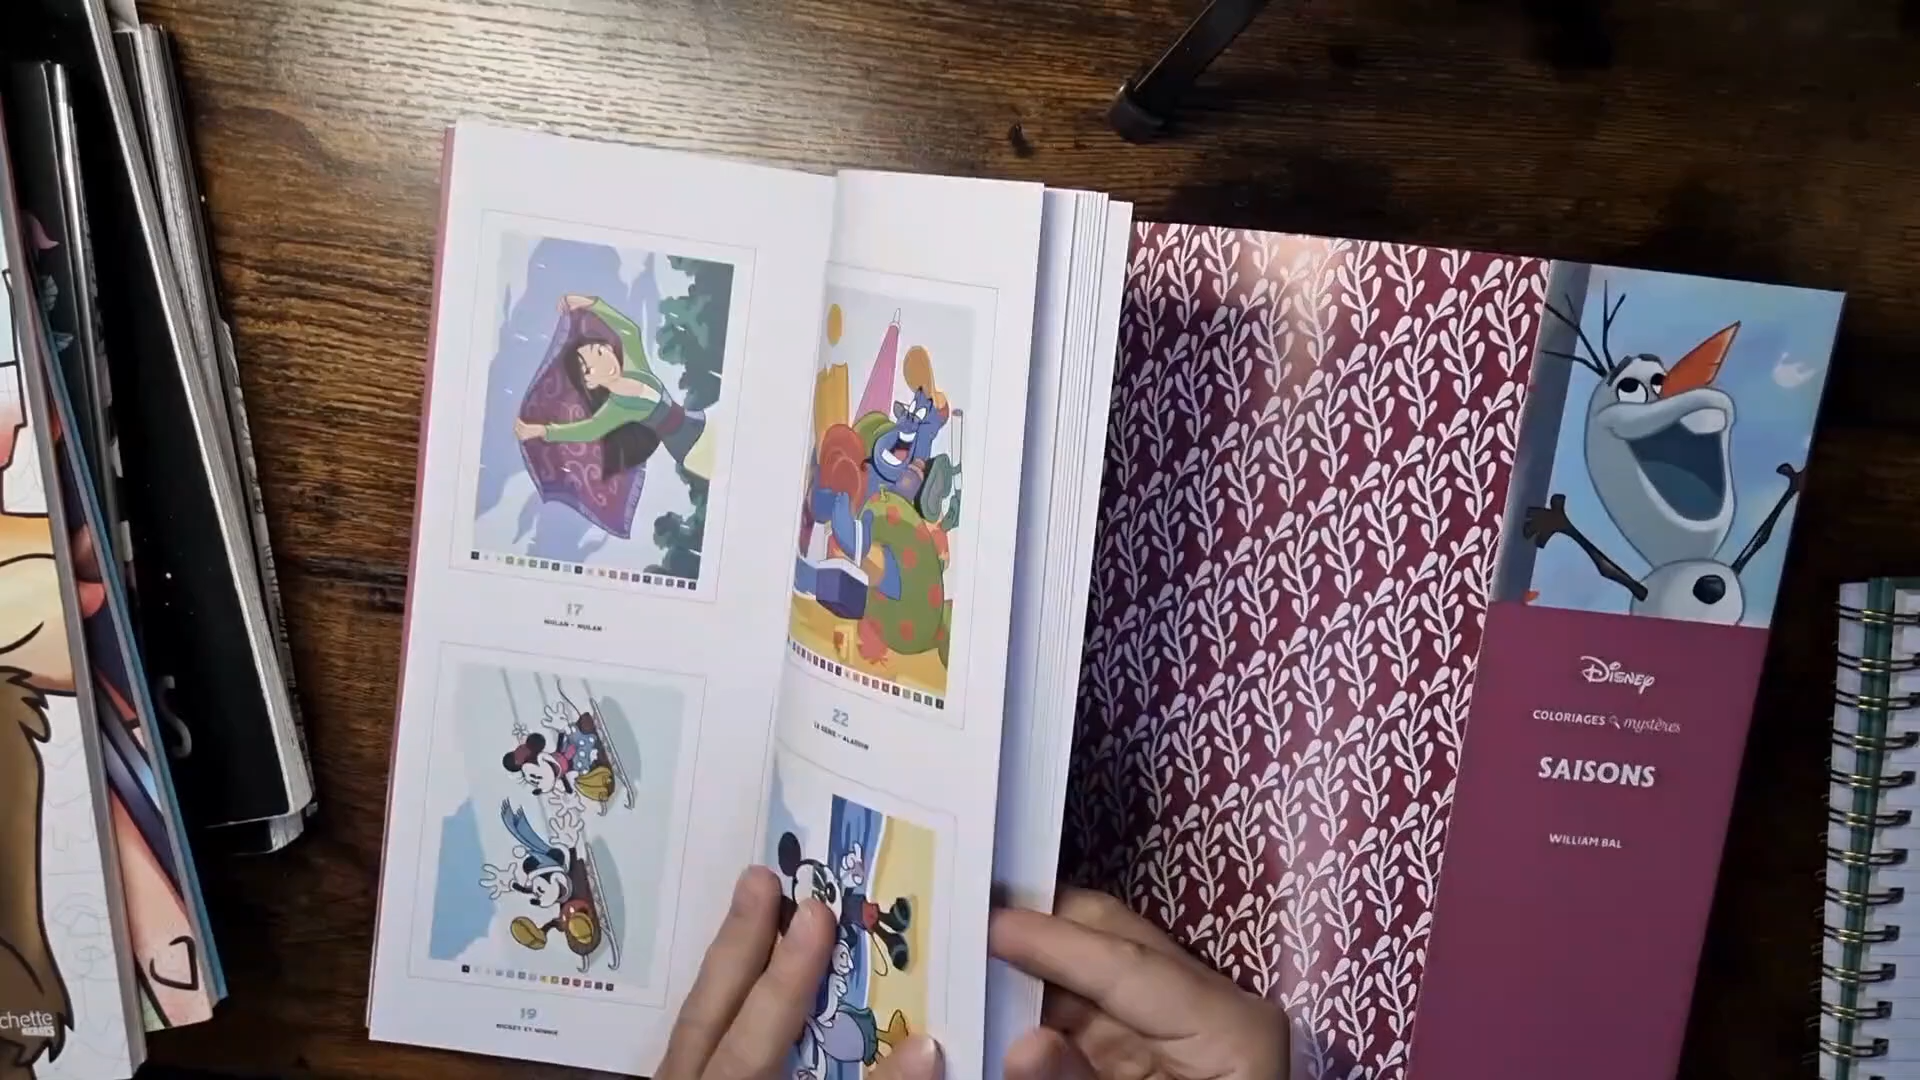 17
MULAN - MULAN
19
MICKEY ET MINNIE
22
LE GÉNIE - ALADDIN
DISNEY
COLORIAGES mystères
SAISONS
WILLIAM BAL
chette